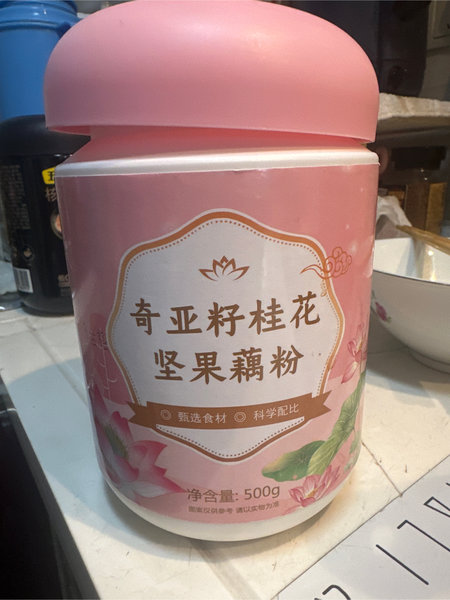 奇亚籽桂花
坚果藕粉
甄选食材 科学配比
净含量: 500g
图案仅供参考 请以实物为准